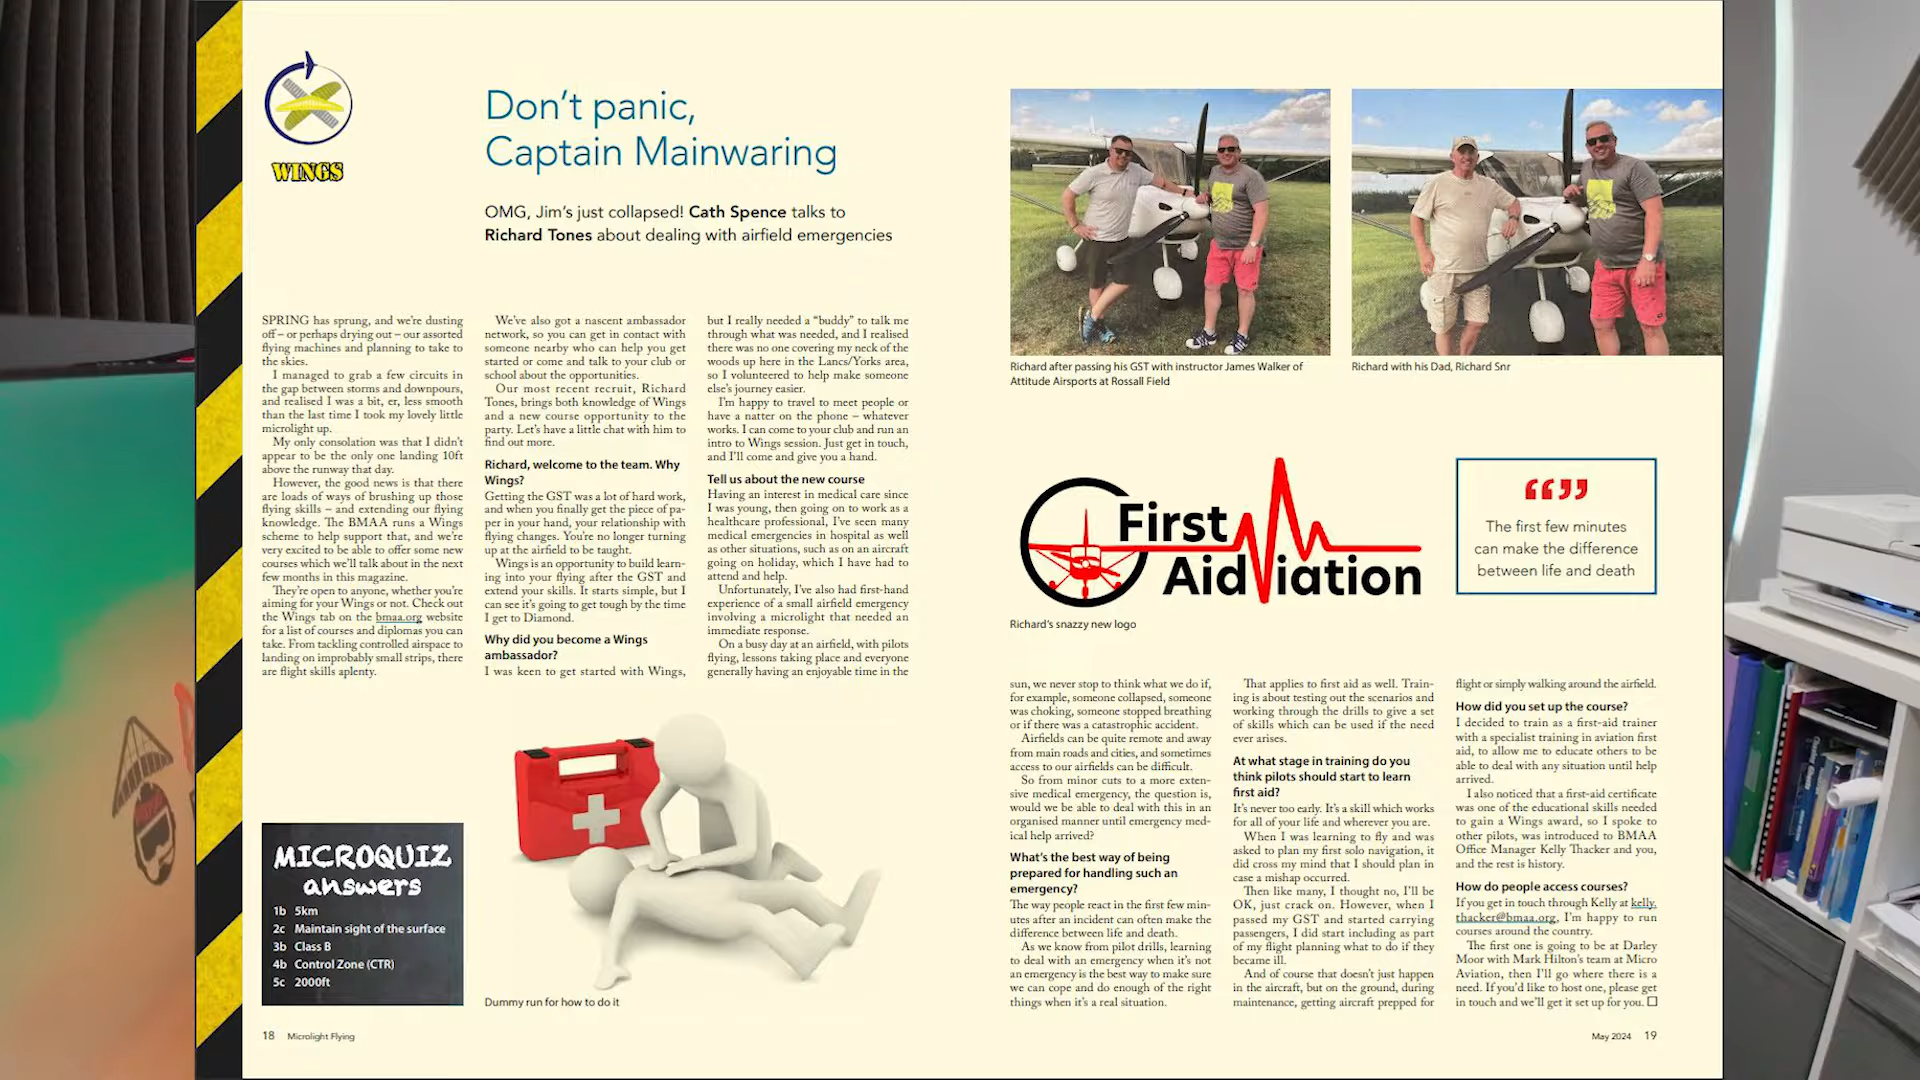 WINGS
Don't panic,
Captain Mainwaring
OMG, Jim's just collapsed! Cath Spence talks to
Richard Tones about dealing with airfield emergencies
SPRING has sprung, and we're dusting
off – or perhaps drying out – our assorted
flying machines and planning to take to
the skies.
I managed to grab a few circuits in
the gap between storms and downpours,
and realised I was a bit, er, less smooth
than the last time I took my lovely little
microlight up.
My only consolation was that I didn't
appear to be the only one landing 10ft
above the runway that day.
However, the good news is that there
are loads of ways of brushing up those
flying skills – and extending our flying
knowledge. The BMAA runs a Wings
scheme to help support that, and we're
very excited to be able to offer some new
courses which we'll talk about in the next
few months in this magazine.
They're open to anyone, whether you're
aiming for your Wings or not. Check out
the Wings tab on the bmaa.org website
for a list of courses and diplomas you can
take. From tackling controlled airspace to
landing on improbably small strips, there
are flight skills aplenty.
We've also got a nascent ambassador
network, so you can get in contact with
someone nearby who can help you get
started or come and talk to your club or
school about the opportunities.
Our most recent recruit, Richard
Tones, brings both knowledge of Wings
and a new course opportunity to the
party. Let's have a little chat with him to
find out more.
Richard, welcome to the team. Why
Wings?
Getting the GST was a lot of hard work,
and when you finally get the piece of pa-
per in your hand, your relationship with
flying changes. You're no longer turning
up at the airfield to be taught.
Wings is an opportunity to build learn-
ing into your flying after the GST and
extend your skills. It starts simple, but I
can see it's going to get tough by the time
I get to Diamond.
Why did you become a Wings
ambassador?
I was keen to get started with Wings,
but I really needed a "buddy" to talk me
through what was needed, and I realised
there was no one covering my neck of the
woods up here in the Lancs/Yorks area,
so I volunteered to help make someone
else's journey easier.
I'm happy to travel to meet people or
have a natter on the phone – whatever
works. I can come to your club and run an
intro to Wings session. Just get in touch,
and I'll come and give you a hand.
Tell us about the new course
Having an interest in medical care since
I was young, then going on to work as a
healthcare professional, I've seen many
medical emergencies in hospital as well
as other situations, such as on an aircraft
going on holiday, which I have had to
attend and help.
Unfortunately, I've also had first-hand
experience of a small airfield emergency
involving a microlight that needed an
immediate response.
On a busy day at an airfield, with pilots
flying, lessons taking place and everyone
generally having an enjoyable time in the
MICROQUIZ
answers
1b 5km
2c Maintain sight of the surface
3b Class B
4b Control Zone (CTR)
5c 2000ft
Dummy run for how to do it
18 Microlight Flying
Richard after passing his GST with instructor James Walker of
Attitude Airsports at Rossall Field
Richard with his Dad, Richard Snr
First
Aidviation
Richard's snazzy new logo
““””
The first few minutes
can make the difference
between life and death
sun, we never stop to think what we do if,
for example, someone collapsed, someone
was choking, someone stopped breathing
or if there was a catastrophic accident.
Airfields can be quite remote and away
from main roads and cities, and sometimes
access to our airfields can be difficult.
So from minor cuts to a more exten-
sive medical emergency, the question is,
would we be able to deal with this in an
organised manner until emergency med-
ical help arrived?
What's the best way of being
prepared for handling such an
emergency?
The way people react in the first few min-
utes after an incident can often make the
difference between life and death.
As we know from pilot drills, learning
to deal with an emergency when it's not
an emergency is the best way to make sure
we can cope and do enough of the right
things when it's a real situation.
That applies to first aid as well. Train-
ing is about testing out the scenarios and
working through the drills to give a set
of skills which can be used if the need
ever arises.
At what stage in training do you
think pilots should start to learn
first aid?
It's never too early. It's a skill which works
for all of your life and wherever you are.
When I was learning to fly and was
asked to plan my first solo navigation, it
did cross my mind that I should plan in
case a mishap occurred.
Then like many, I thought no, I'll be
OK, just crack on. However, when I
passed my GST and started carrying
passengers, I did start including as part
of my flight planning what to do if they
became ill.
And of course that doesn't just happen
in the aircraft, but on the ground, during
maintenance, getting aircraft prepped for
flight or simply walking around the airfield.
How did you set up the course?
I decided to train as a first-aid trainer
with a specialist training in aviation first
aid, to allow me to educate others to be
able to deal with any situation until help
arrived.
I also noticed that a first-aid certificate
was one of the educational skills needed
to gain a Wings award, so I spoke to
other pilots, was introduced to BMAA
Office Manager Kelly Thacker and you,
and the rest is history.
How do people access courses?
If you get in touch through Kelly at kelly.
thacker@bmaa.org, I'm happy to run
courses around the country.
The first one is going to be at Darley
Moor with Mark Hilton's team at Micro
Aviation, then I'll go where there is a
need. If you'd like to host one, please get
in touch and we'll get it set up for you.
May 2024 19